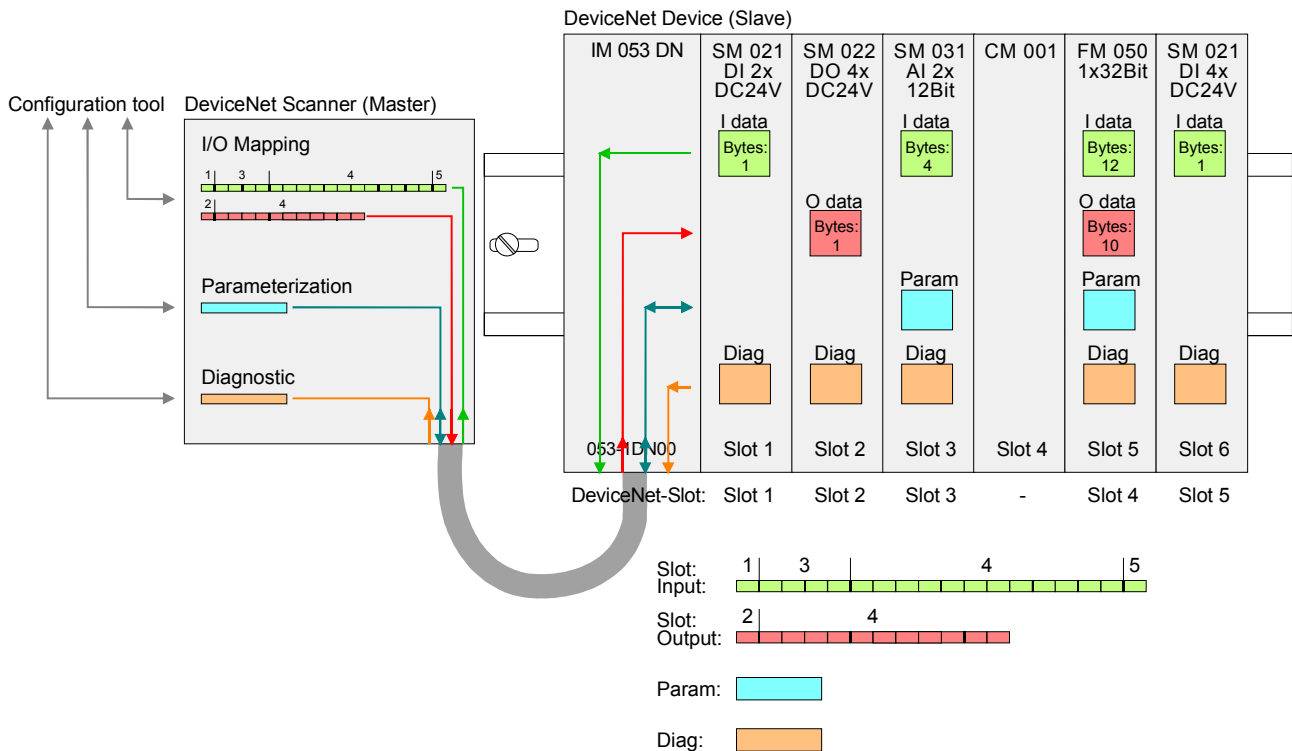 DeviceNet Device (Slave)
IM 053 DN
SM 021
DI 2x
DC24V
SM 022
DO 4x
DC24V
SM 031
AI 2x
12Bit
CM 001
FM 050
1x32Bit
SM 021
DI 4x
DC24V
Configuration tool
DeviceNet Scanner (Master)
I/O Mapping
1 3 4 5
2 4
Parameterization
Diagnostic
I data
Bytes:
1
I data
Bytes:
4
I data
Bytes:
12
I data
Bytes:
1
O data
Bytes:
1
O data
Bytes:
10
Param
Param
Diag
Diag
Diag
Diag
Diag
053-1DN00
Slot 1
Slot 2
Slot 3
Slot 4
Slot 5
Slot 6
DeviceNet-Slot: Slot 1 Slot 2 Slot 3 - Slot 4 Slot 5
Slot: 1 3 4 5
Input:
Slot: 2 4
Output:
Param:
Diag: